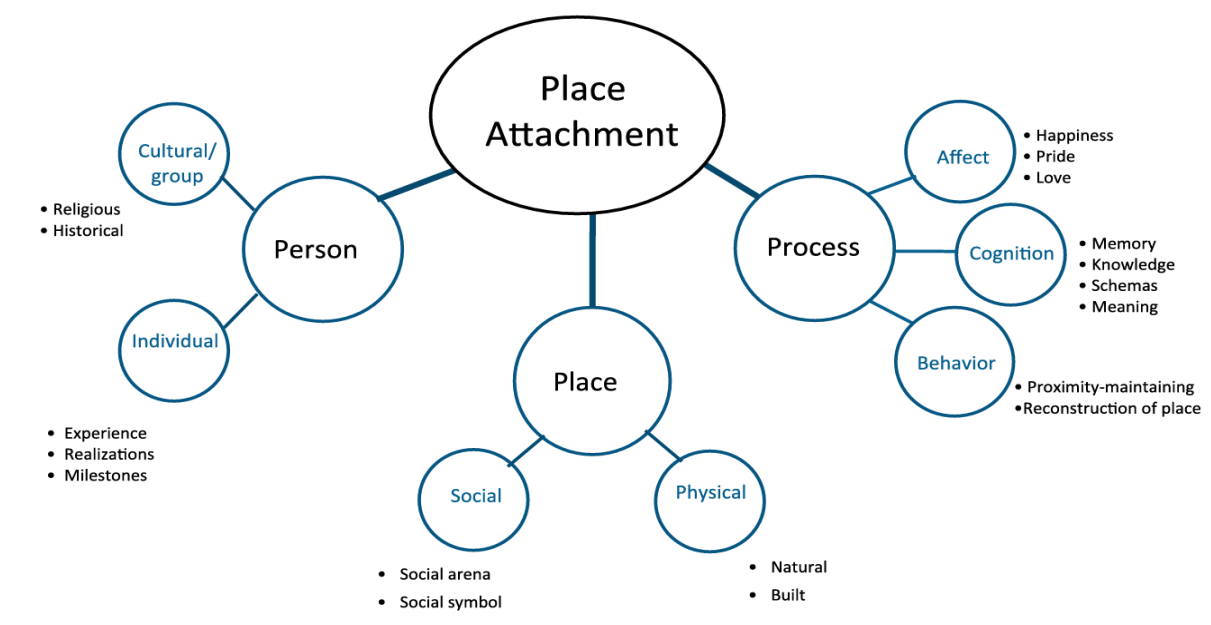 Place
Attachment
Cultural/
group
• Religious
• Historical
Person
Individual
• Experience
• Realizations
• Milestones
Place
Social
• Social arena
• Social symbol
Physical
• Natural
• Built
Process
Affect
• Happiness
• Pride
• Love
Cognition
• Memory
• Knowledge
• Schemas
• Meaning
Behavior
• Proximity-maintaining
•Reconstruction of place